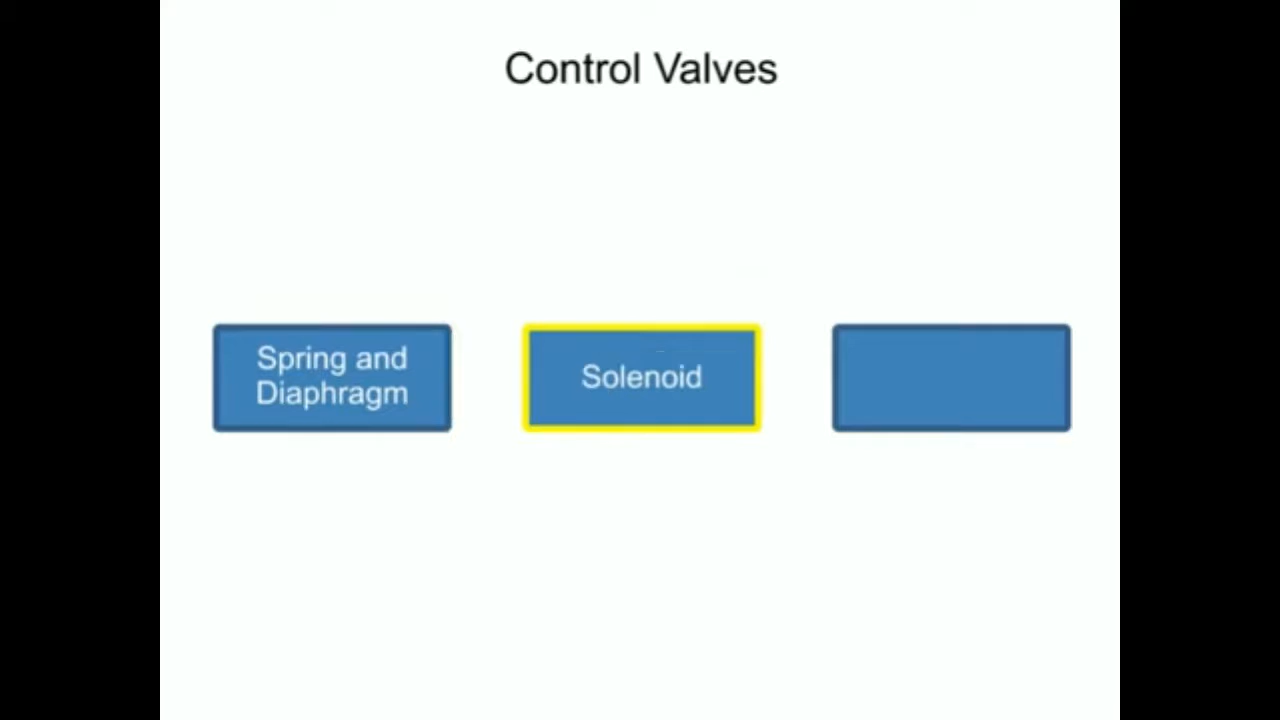 Control Valves
Spring and
Diaphragm
Solenoid